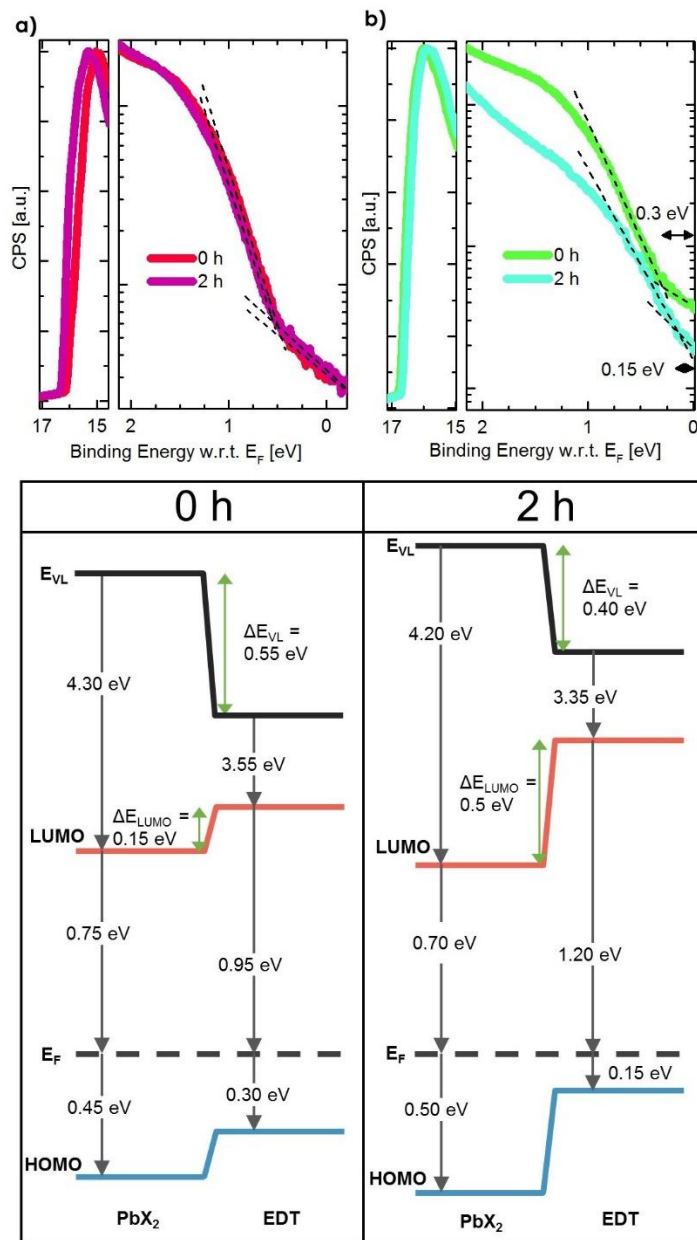 a)
b)
CPS [a.u.]
0 h
2 h
17
15
2
1
0
Binding Energy w.r.t. E_F [eV]
CPS [a.u.]
0 h
2 h
0.3 eV
0.15 eV
17
15
2
1
0
Binding Energy w.r.t. E_F [eV]
0 h
E_VL
ΔE_VL =
0.55 eV
4.30 eV
3.55 eV
ΔE_LUMO =
0.15 eV
LUMO
0.75 eV
0.95 eV
E_F
0.45 eV
0.30 eV
HOMO
PbX₂
EDT
2 h
E_VL
ΔE_VL =
0.40 eV
4.20 eV
3.35 eV
ΔE_LUMO =
0.5 eV
LUMO
0.70 eV
1.20 eV
E_F
0.15 eV
0.50 eV
HOMO
PbX₂
EDT